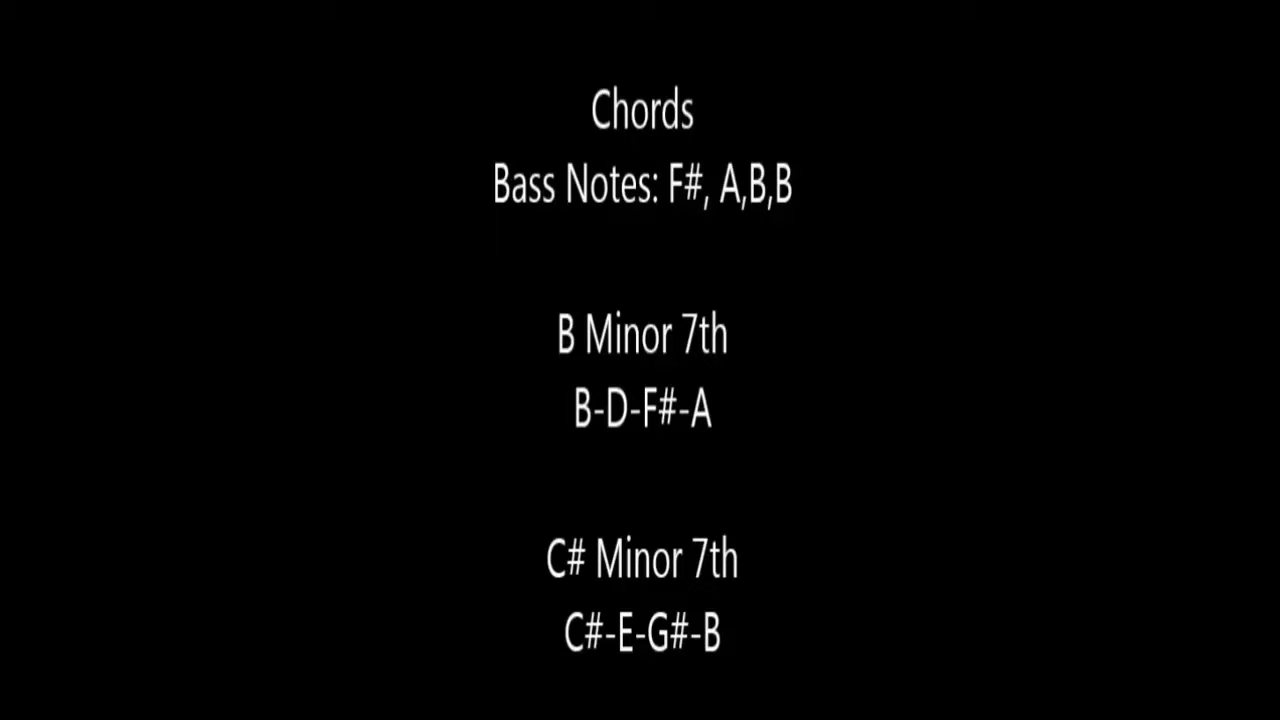 Chords
Bass Notes: F#, A,B,B
B Minor 7th
B-D-F#-A
C# Minor 7th
C#-E-G#-B